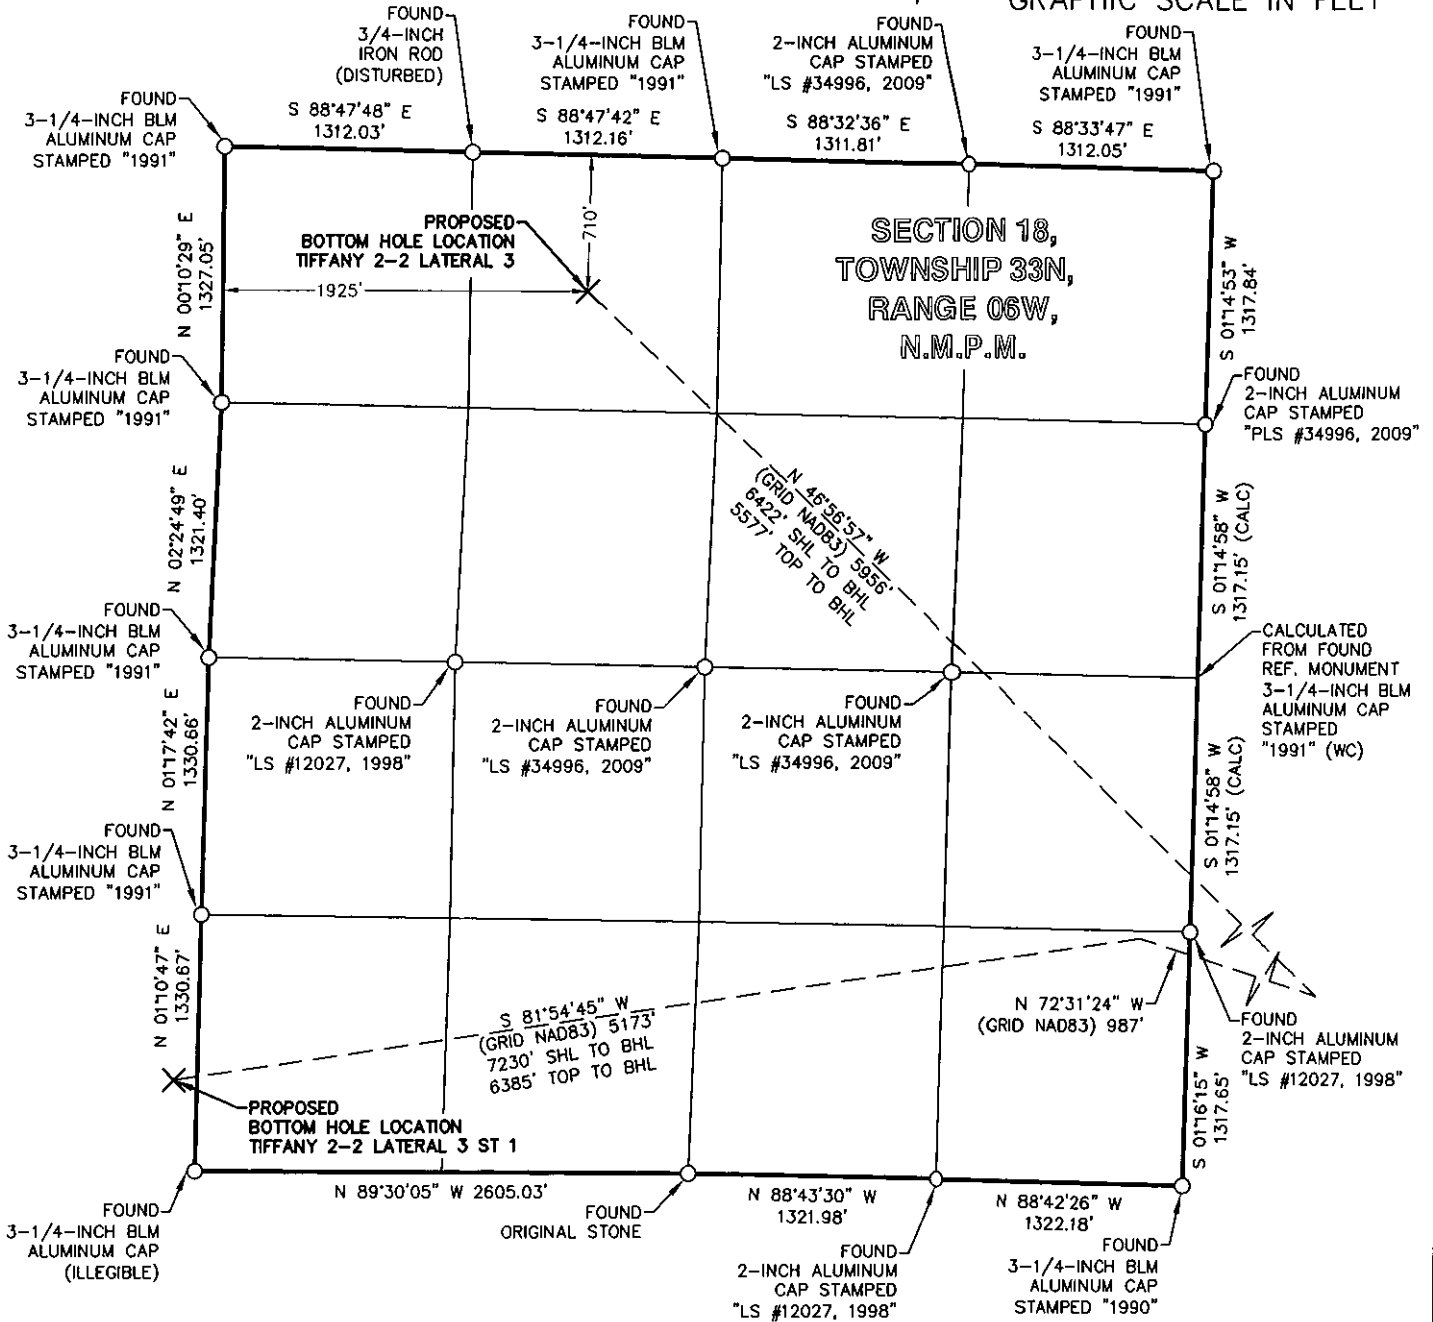 GRAPHIC SCALE IN FEET
FOUND
3/4-INCH
IRON ROD
(DISTURBED)
FOUND
3-1/4-INCH BLM
ALUMINUM CAP
STAMPED "1991"
FOUND
2-INCH ALUMINUM
CAP STAMPED
"LS #34996, 2009"
FOUND
3-1/4-INCH BLM
ALUMINUM CAP
STAMPED "1991"
FOUND
3-1/4-INCH BLM
ALUMINUM CAP
STAMPED "1991"
S 88°47'48" E
1312.03'
S 88°47'42" E
1312.16'
S 88°32'36" E
1311.81'
S 88°33'47" E
1312.05'
N 00°10'29" E
1327.05'
PROPOSED
BOTTOM HOLE LOCATION
TIFFANY 2-2 LATERAL 3
710'
1925'
SECTION 18,
TOWNSHIP 33N,
RANGE 06W,
N.M.P.M.
S 01°14'53" W
1317.84'
FOUND
3-1/4-INCH BLM
ALUMINUM CAP
STAMPED "1991"
FOUND
2-INCH ALUMINUM
CAP STAMPED
"PLS #34996, 2009"
N 02°24'49" E
1321.40'
N 46°56'57" W
(GRID NAD83) 5956'
6422' SHL TO BHL
5577' TOP TO BHL
S 01°14'58" W
1317.15' (CALC)
FOUND
3-1/4-INCH BLM
ALUMINUM CAP
STAMPED "1991"
CALCULATED
FROM FOUND
REF. MONUMENT
3-1/4-INCH BLM
ALUMINUM CAP
STAMPED
"1991" (WC)
FOUND
2-INCH ALUMINUM
CAP STAMPED
"LS #12027, 1998"
FOUND
2-INCH ALUMINUM
CAP STAMPED
"LS #34996, 2009"
FOUND
2-INCH ALUMINUM
CAP STAMPED
"LS #34996, 2009"
N 01°17'42" E
1330.66'
S 01°14'58" W
1317.15' (CALC)
FOUND
3-1/4-INCH BLM
ALUMINUM CAP
STAMPED "1991"
N 01°10'47" E
1330.67'
S 81°54'45" W
(GRID NAD83) 5173'
7230' SHL TO BHL
6385' TOP TO BHL
N 72°31'24" W
(GRID NAD83) 987'
FOUND
2-INCH ALUMINUM
CAP STAMPED
"LS #12027, 1998"
S 01°16'15" W
1317.65'
PROPOSED
BOTTOM HOLE LOCATION
TIFFANY 2-2 LATERAL 3 ST 1
N 89°30'05" W 2605.03'
N 88°43'30" W
1321.98'
N 88°42'26" W
1322.18'
FOUND
3-1/4-INCH BLM
ALUMINUM CAP
(ILLEGIBLE)
FOUND
ORIGINAL STONE
FOUND
2-INCH ALUMINUM
CAP STAMPED
"LS #12027, 1998"
FOUND
3-1/4-INCH BLM
ALUMINUM CAP
STAMPED "1990"